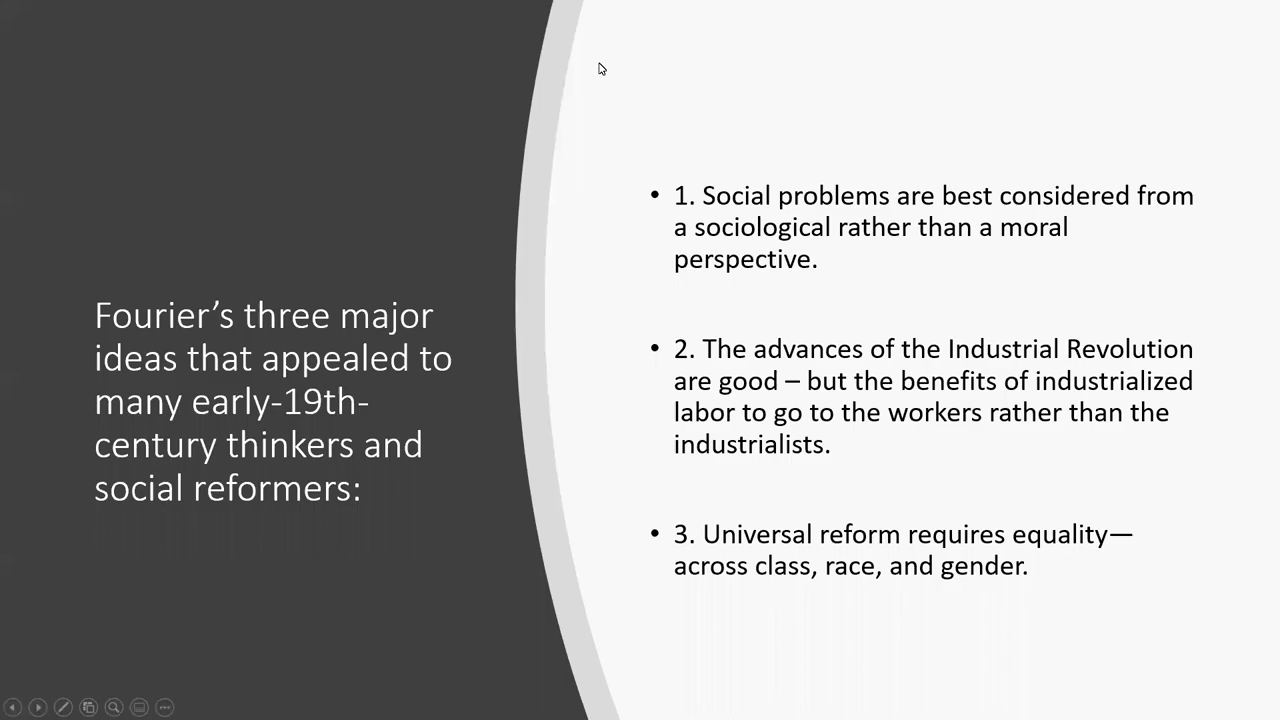 Fourier’s three major
ideas that appealed to
many early-19th-
century thinkers and
social reformers:
• 1. Social problems are best considered from
a sociological rather than a moral
perspective.
• 2. The advances of the Industrial Revolution
are good – but the benefits of industrialized
labor to go to the workers rather than the
industrialists.
• 3. Universal reform requires equality—
across class, race, and gender.